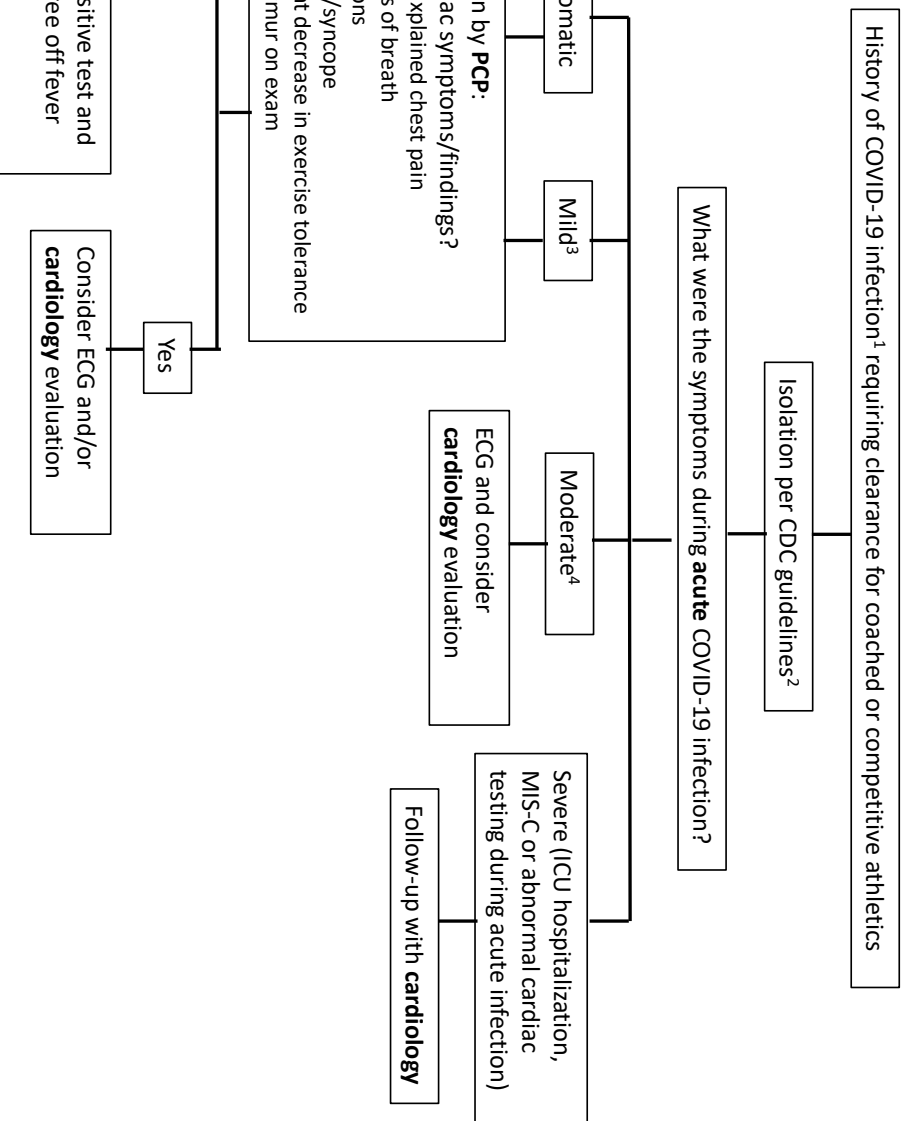 History of COVID-19 infection¹ requiring clearance for coached or competitive athletics
Isolation per CDC guidelines²
What were the symptoms during acute COVID-19 infection?
omatic
Mild³
Moderate⁴
Severe (ICU hospitalization,
MIS-C or abnormal cardiac
testing during acute infection)
n by PCP:
ac symptoms/findings?
xplained chest pain
s of breath
ons
/syncope
nt decrease in exercise tolerance
mur on exam
ECG and consider
cardiology evaluation
Follow-up with cardiology
Yes
sitive test and
ree off fever
Consider ECG and/or
cardiology evaluation